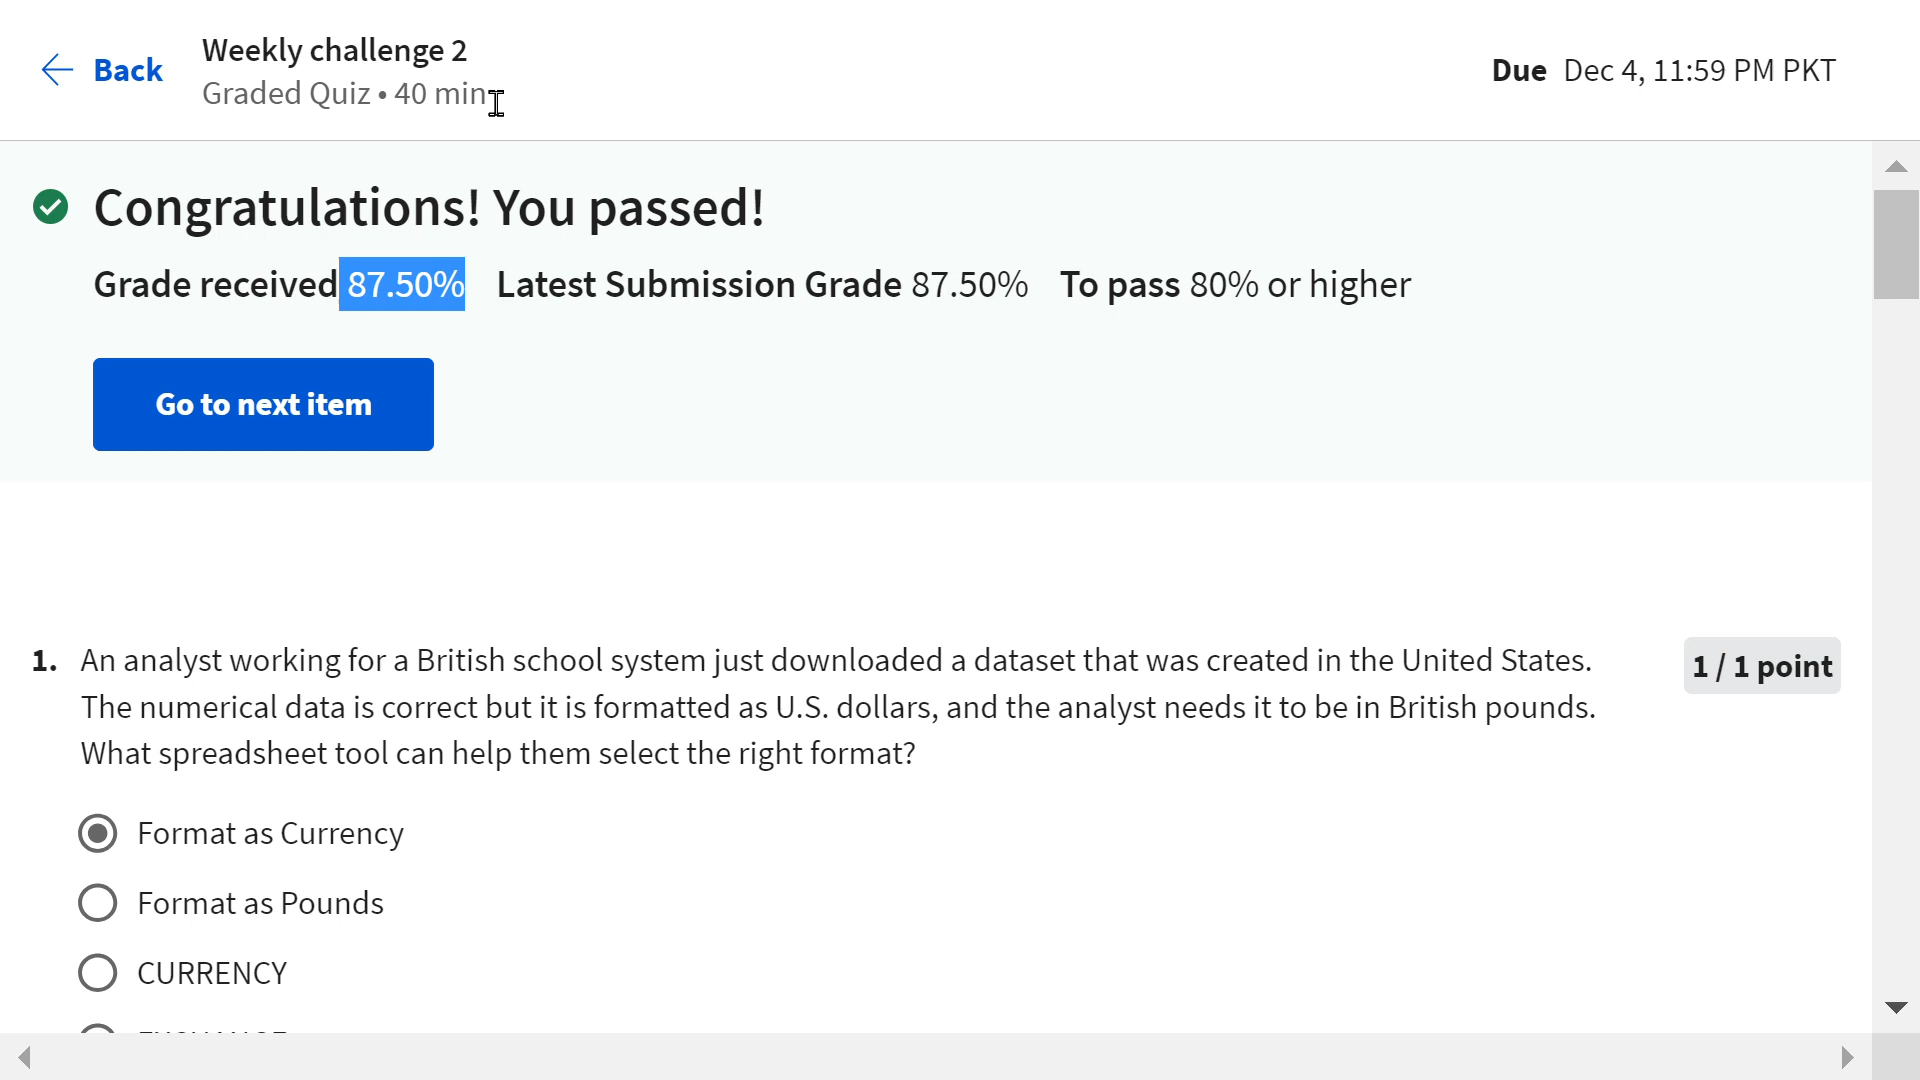 Back
Weekly challenge 2
Graded Quiz • 40 min
Due Dec 4, 11:59 PM PKT
Congratulations! You passed!
Grade received 87.50% Latest Submission Grade 87.50% To pass 80% or higher
Go to next item
1. An analyst working for a British school system just downloaded a dataset that was created in the United States.
The numerical data is correct but it is formatted as U.S. dollars, and the analyst needs it to be in British pounds.
What spreadsheet tool can help them select the right format?
1 / 1 point
Format as Currency
Format as Pounds
CURRENCY